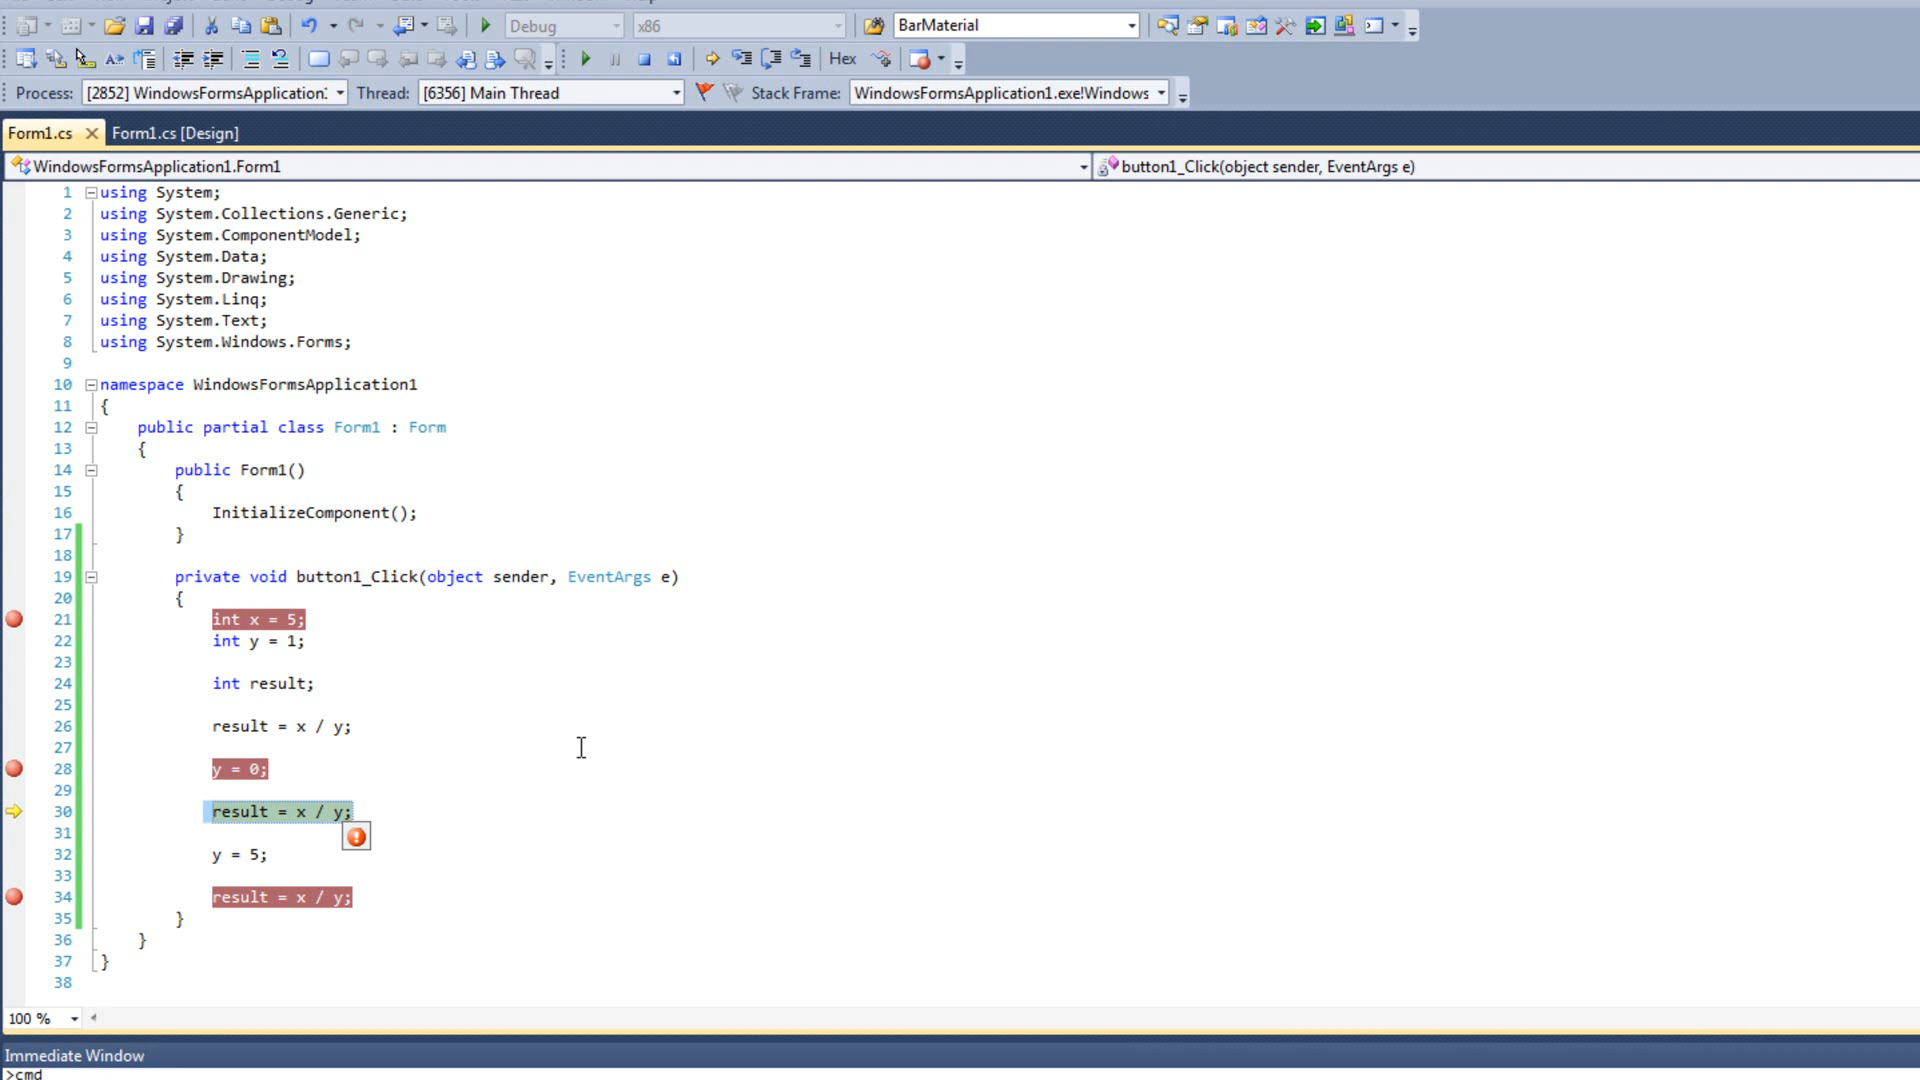 Debug x86 BarMaterial
Hex
Process: [2852] WindowsFormsApplication: Thread: [6356] Main Thread Stack Frame: WindowsFormsApplication1.exe!Windows
Form1.cs Form1.cs [Design]
WindowsFormsApplication1.Form1 button1_Click(object sender, EventArgs e)
1 using System;
2 using System.Collections.Generic;
3 using System.ComponentModel;
4 using System.Data;
5 using System.Drawing;
6 using System.Linq;
7 using System.Text;
8 using System.Windows.Forms;
9
10 namespace WindowsFormsApplication1
11 {
12 public partial class Form1 : Form
13 {
14 public Form1()
15 {
16 InitializeComponent();
17 }
18
19 private void button1_Click(object sender, EventArgs e)
20 {
21 int x = 5;
22 int y = 1;
23
24 int result;
25
26 result = x / y;
27
28 y = 0;
29
30 result = x / y;
31
32 y = 5;
33
34 result = x / y;
35 }
36 }
37 }
38
100 %
Immediate Window
>cmd